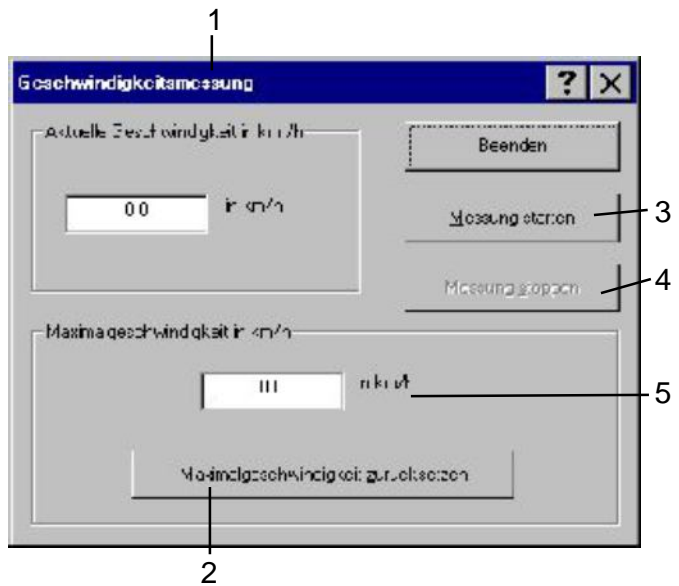 1
Geschwindigkeitsmessung
Aktuelle Geschwindigkeit in km/h
Beenden
0.0 in km/h
Messung starten
3
Messung stoppen
4
Maximalgeschwindigkeit in km/h
in km/h
5
Maximalgeschwindigkeit zurücksetzen
2